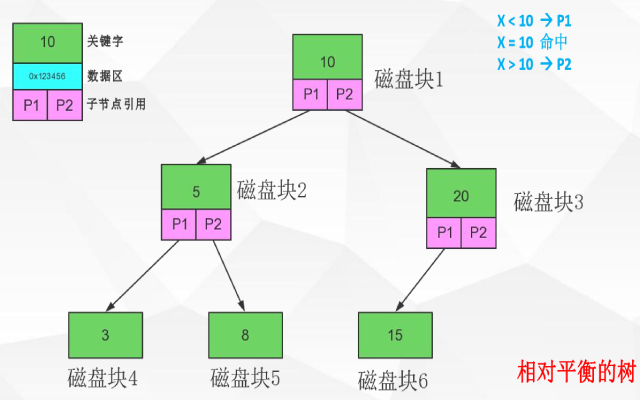 10 关键字
0x123456 数据区
P1 P2 子节点引用
X < 10 → P1
X = 10 命中
X > 10 → P2
10
P1 P2
磁盘块1
5
P1 P2
磁盘块2
20
P1 P2
磁盘块3
3
磁盘块4
8
磁盘块5
15
磁盘块6
相对平衡的树